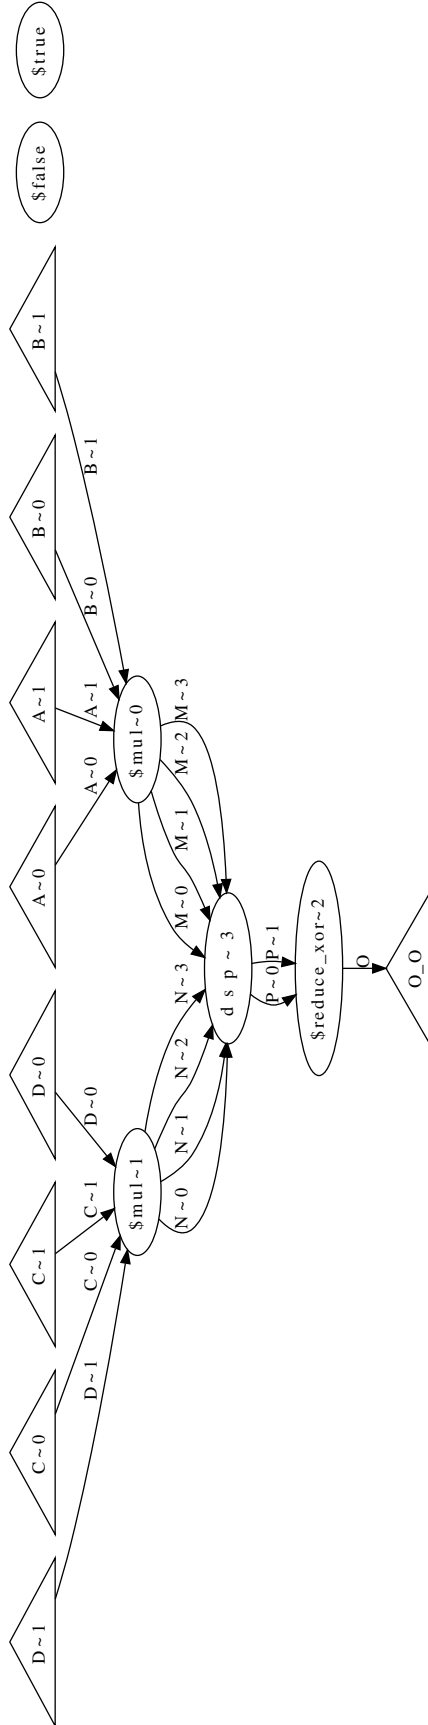 D~1
C~0
C~1
D~0
A~0
A~1
B~0
B~1
$false
$true
D~1
C~0
C~1
D~0
A~0
A~1
B~0
B~1
$mul~1
$mul~0
N~0
N~1
N~2
N~3
M~0
M~1
M~2
M~3
dsp~3
P~0
P~1
$reduce_xor~2
O
O_O